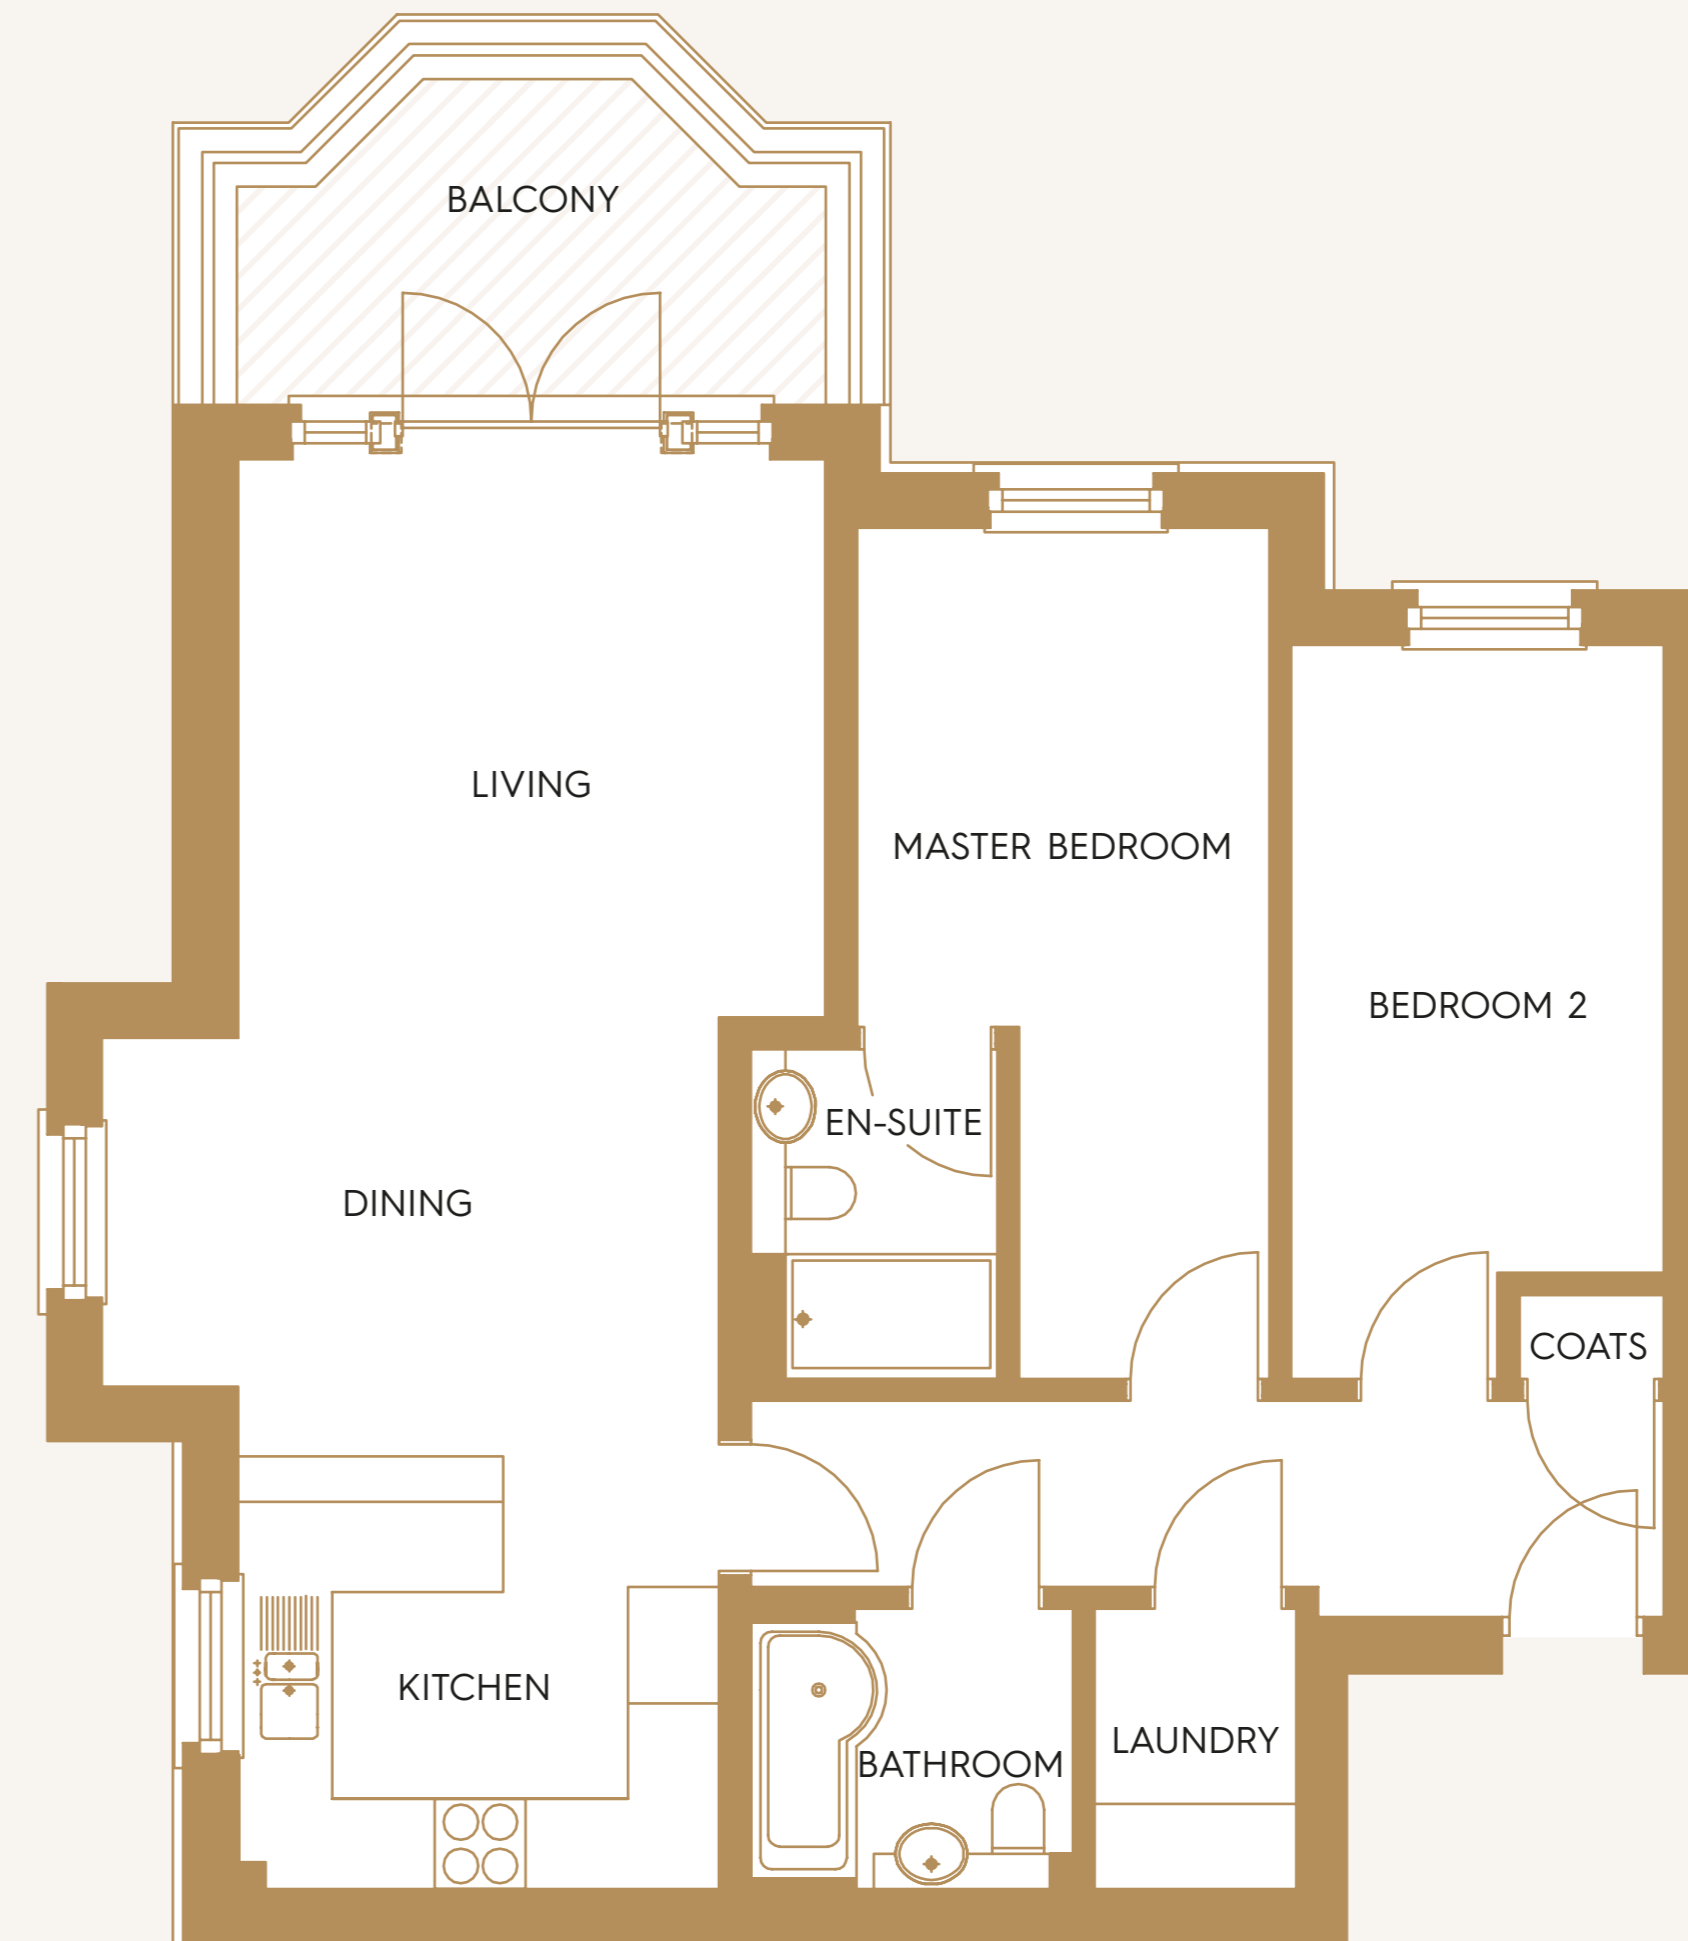 BALCONY
LIVING
MASTER BEDROOM
BEDROOM 2
EN-SUITE
DINING
COATS
KITCHEN
LAUNDRY
BATHROOM